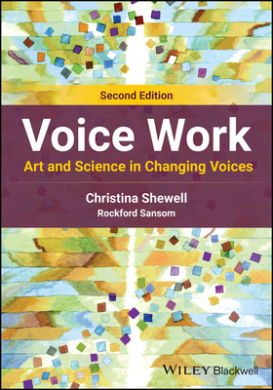 Second Edition
Voice Work
Art and Science in Changing Voices
Christina Shewell
Rockford Sansom
WILEY Blackwell